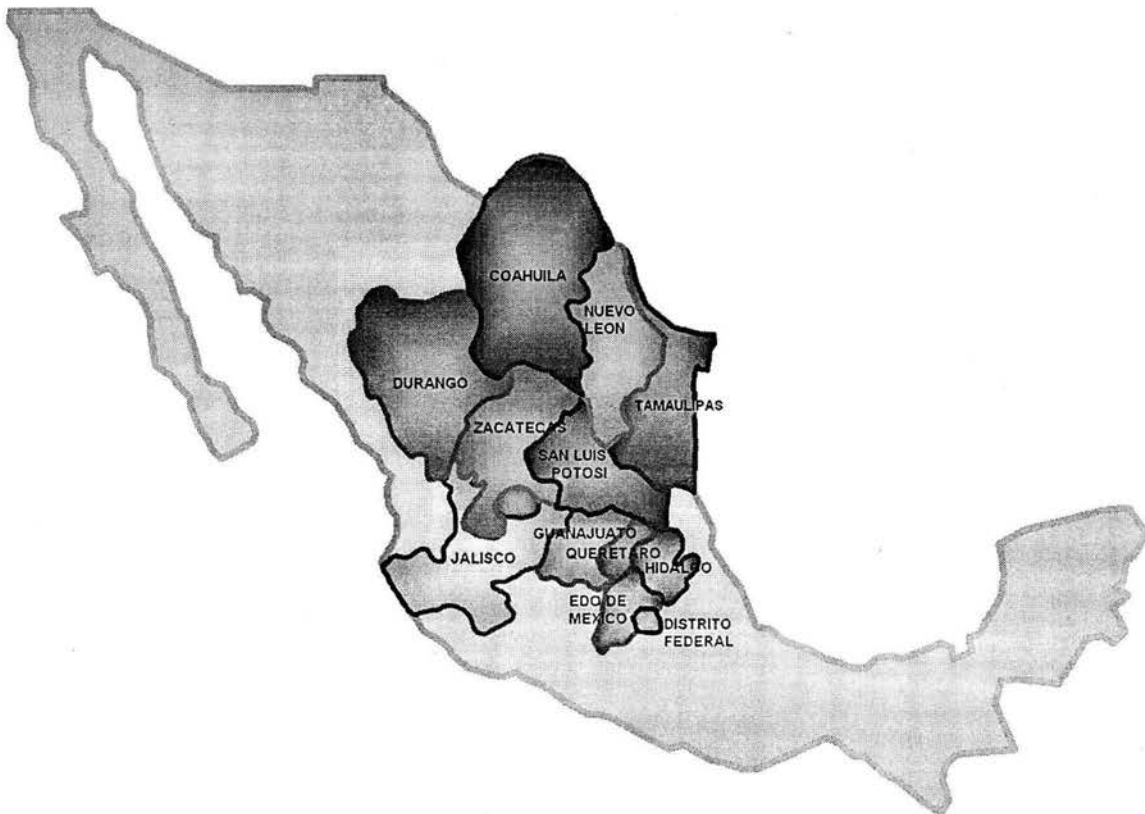 COAHUILA
NUEVO
LEON
DURANGO
TAMAULIPAS
ZACATECAS
SAN LUIS
POTOSI
GUANAJUATO
QUERETARO
JALISCO
HIDALGO
EDO DE
MEXICO
DISTRITO
FEDERAL